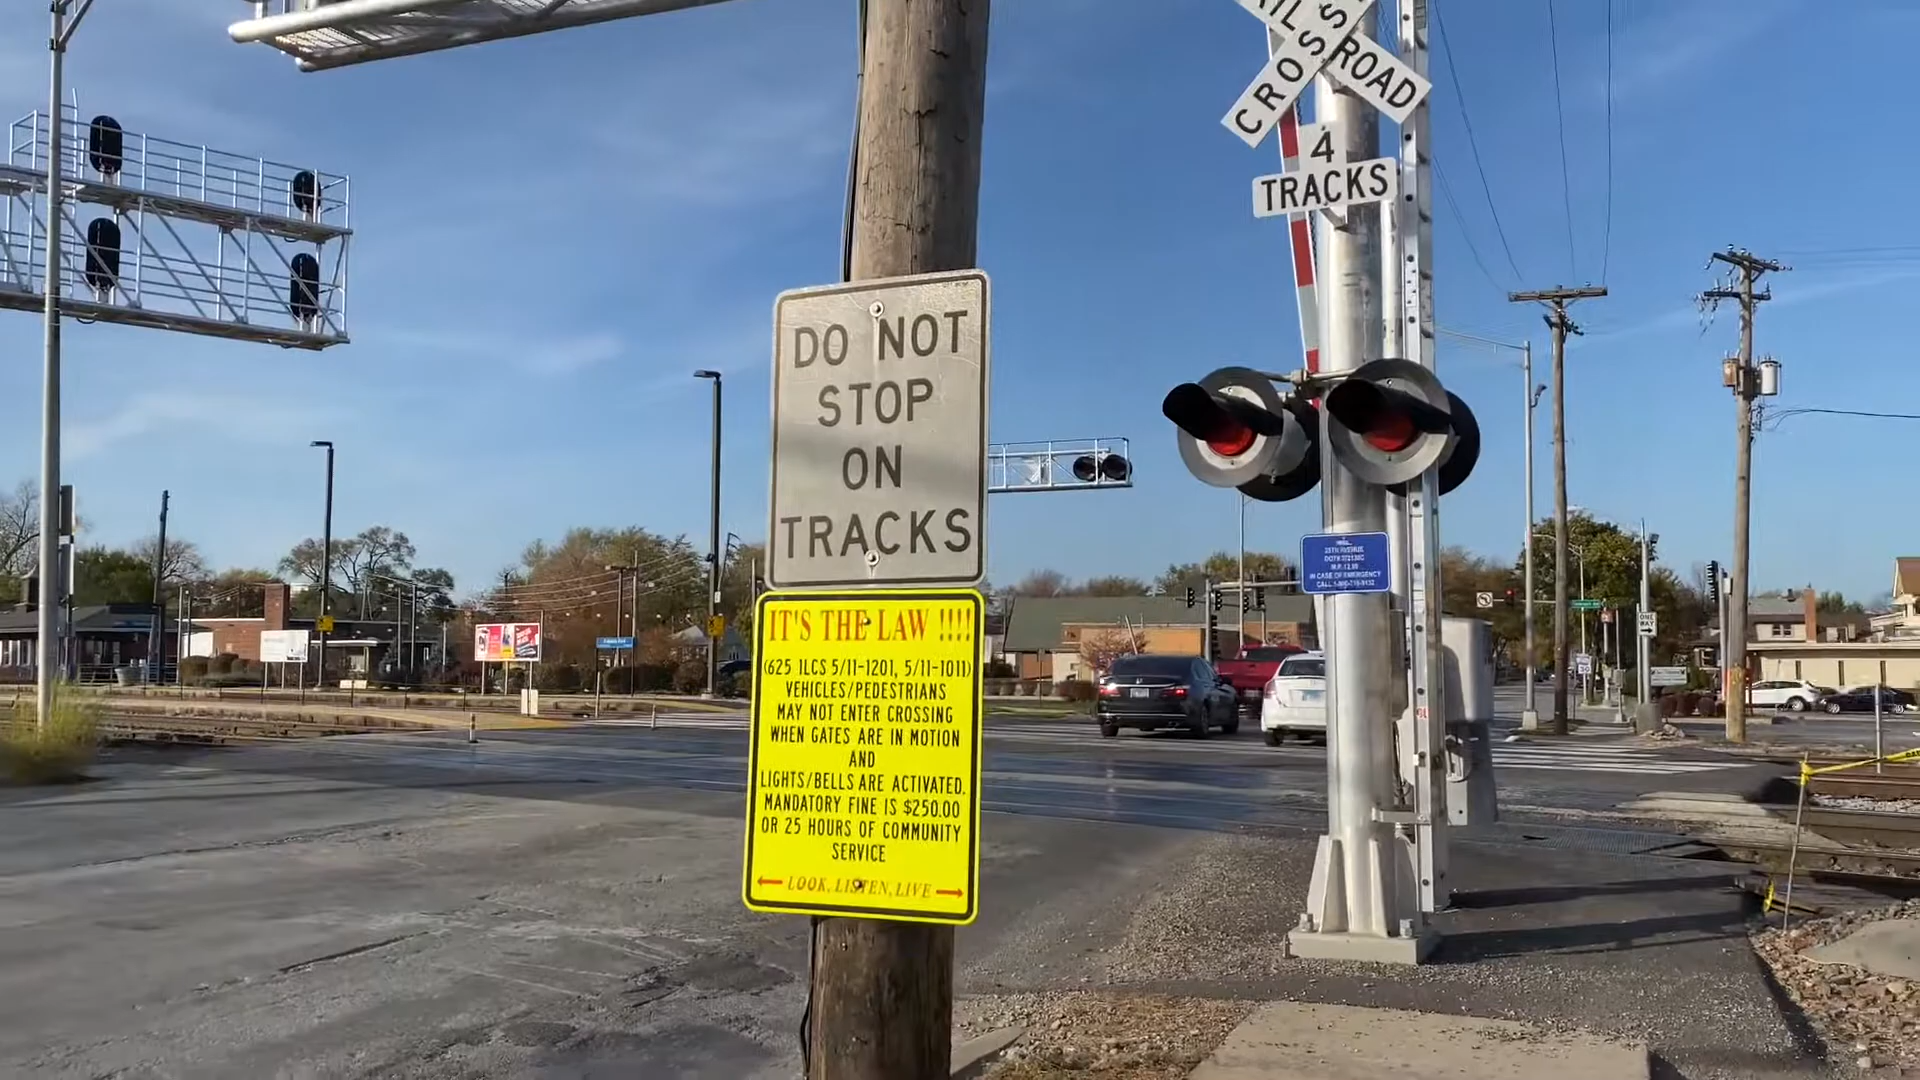 CROSS
ROAD
4
TRACKS
DO NOT
STOP
ON
TRACKS
IT'S THE LAW !!!!
(625 ILCS 5/11-1201, 5/11-1011)
VEHICLES/PEDESTRIANS
MAY NOT ENTER CROSSING
WHEN GATES ARE IN MOTION
AND
LIGHTS/BELLS ARE ACTIVATED.
MANDATORY FINE IS $250.00
OR 25 HOURS OF COMMUNITY
SERVICE
LOOK, LISTEN, LIVE
25TH AVENUE
IN CASE OF EMERGENCY
ONE
WAY